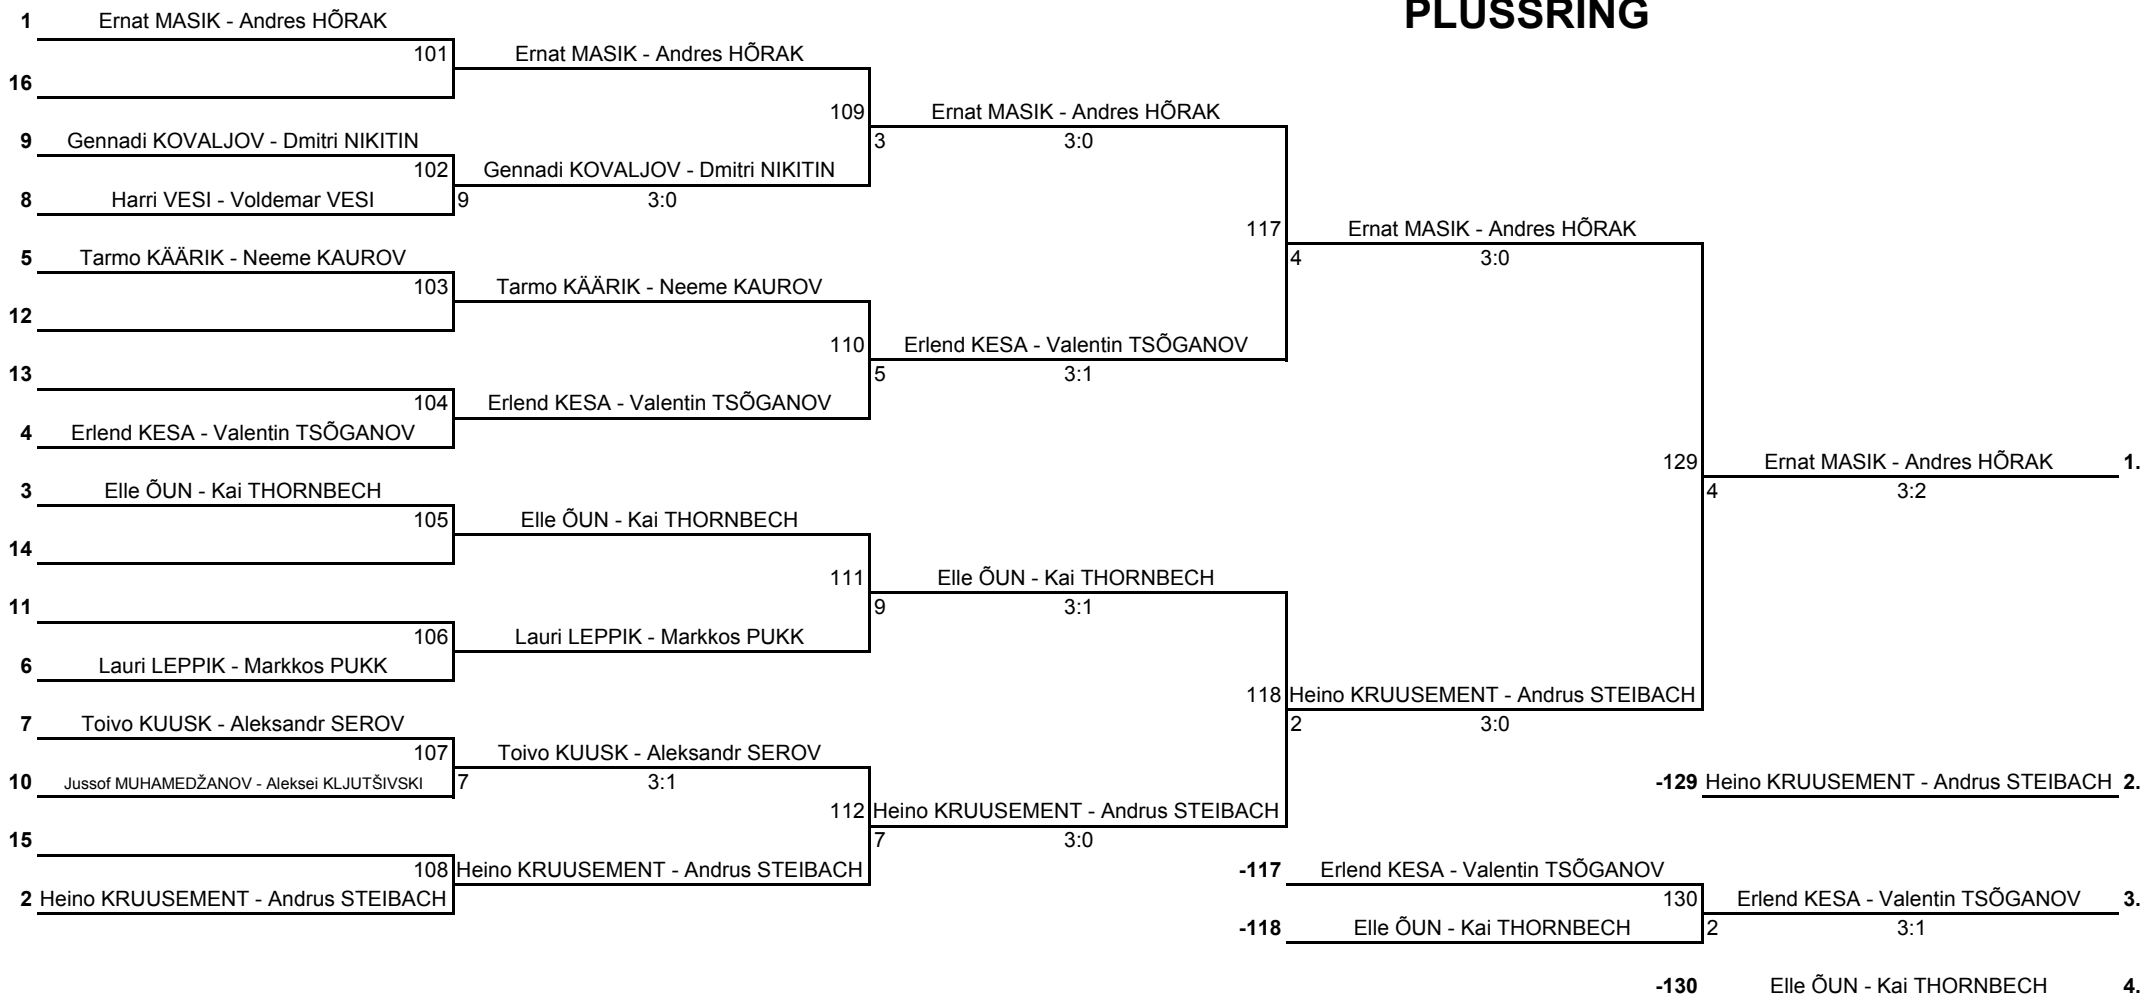 PLUSSRING
1 Ernat MASIK - Andres HÕRAK
101 Ernat MASIK - Andres HÕRAK
16
109 Ernat MASIK - Andres HÕRAK
9 Gennadi KOVALJOV - Dmitri NIKITIN
3 3:0
102 Gennadi KOVALJOV - Dmitri NIKITIN
8 Harri VESI - Voldemar VESI
9 3:0
117 Ernat MASIK - Andres HÕRAK
5 Tarmo KÄÄRIK - Neeme KAUROV
4 3:0
103 Tarmo KÄÄRIK - Neeme KAUROV
12
110 Erlend KESA - Valentin TSÕGANOV
13
5 3:1
104 Erlend KESA - Valentin TSÕGANOV
4 Erlend KESA - Valentin TSÕGANOV
129 Ernat MASIK - Andres HÕRAK 1.
3 Elle ÕUN - Kai THORNBECH
4 3:2
105 Elle ÕUN - Kai THORNBECH
14
111 Elle ÕUN - Kai THORNBECH
11
9 3:1
106 Lauri LEPPIK - Markkos PUKK
6 Lauri LEPPIK - Markkos PUKK
118 Heino KRUUSEMENT - Andrus STEIBACH
7 Toivo KUUSK - Aleksandr SEROV
2 3:0
107 Toivo KUUSK - Aleksandr SEROV
10 Jussof MUHAMEDŽANOV - Aleksei KLJUTŠIVSKI
7 3:1
-129 Heino KRUUSEMENT - Andrus STEIBACH 2.
112 Heino KRUUSEMENT - Andrus STEIBACH
15
7 3:0
108 Heino KRUUSEMENT - Andrus STEIBACH
-117 Erlend KESA - Valentin TSÕGANOV
2 Heino KRUUSEMENT - Andrus STEIBACH
130 Erlend KESA - Valentin TSÕGANOV 3.
-118 Elle ÕUN - Kai THORNBECH
2 3:1
-130 Elle ÕUN - Kai THORNBECH 4.